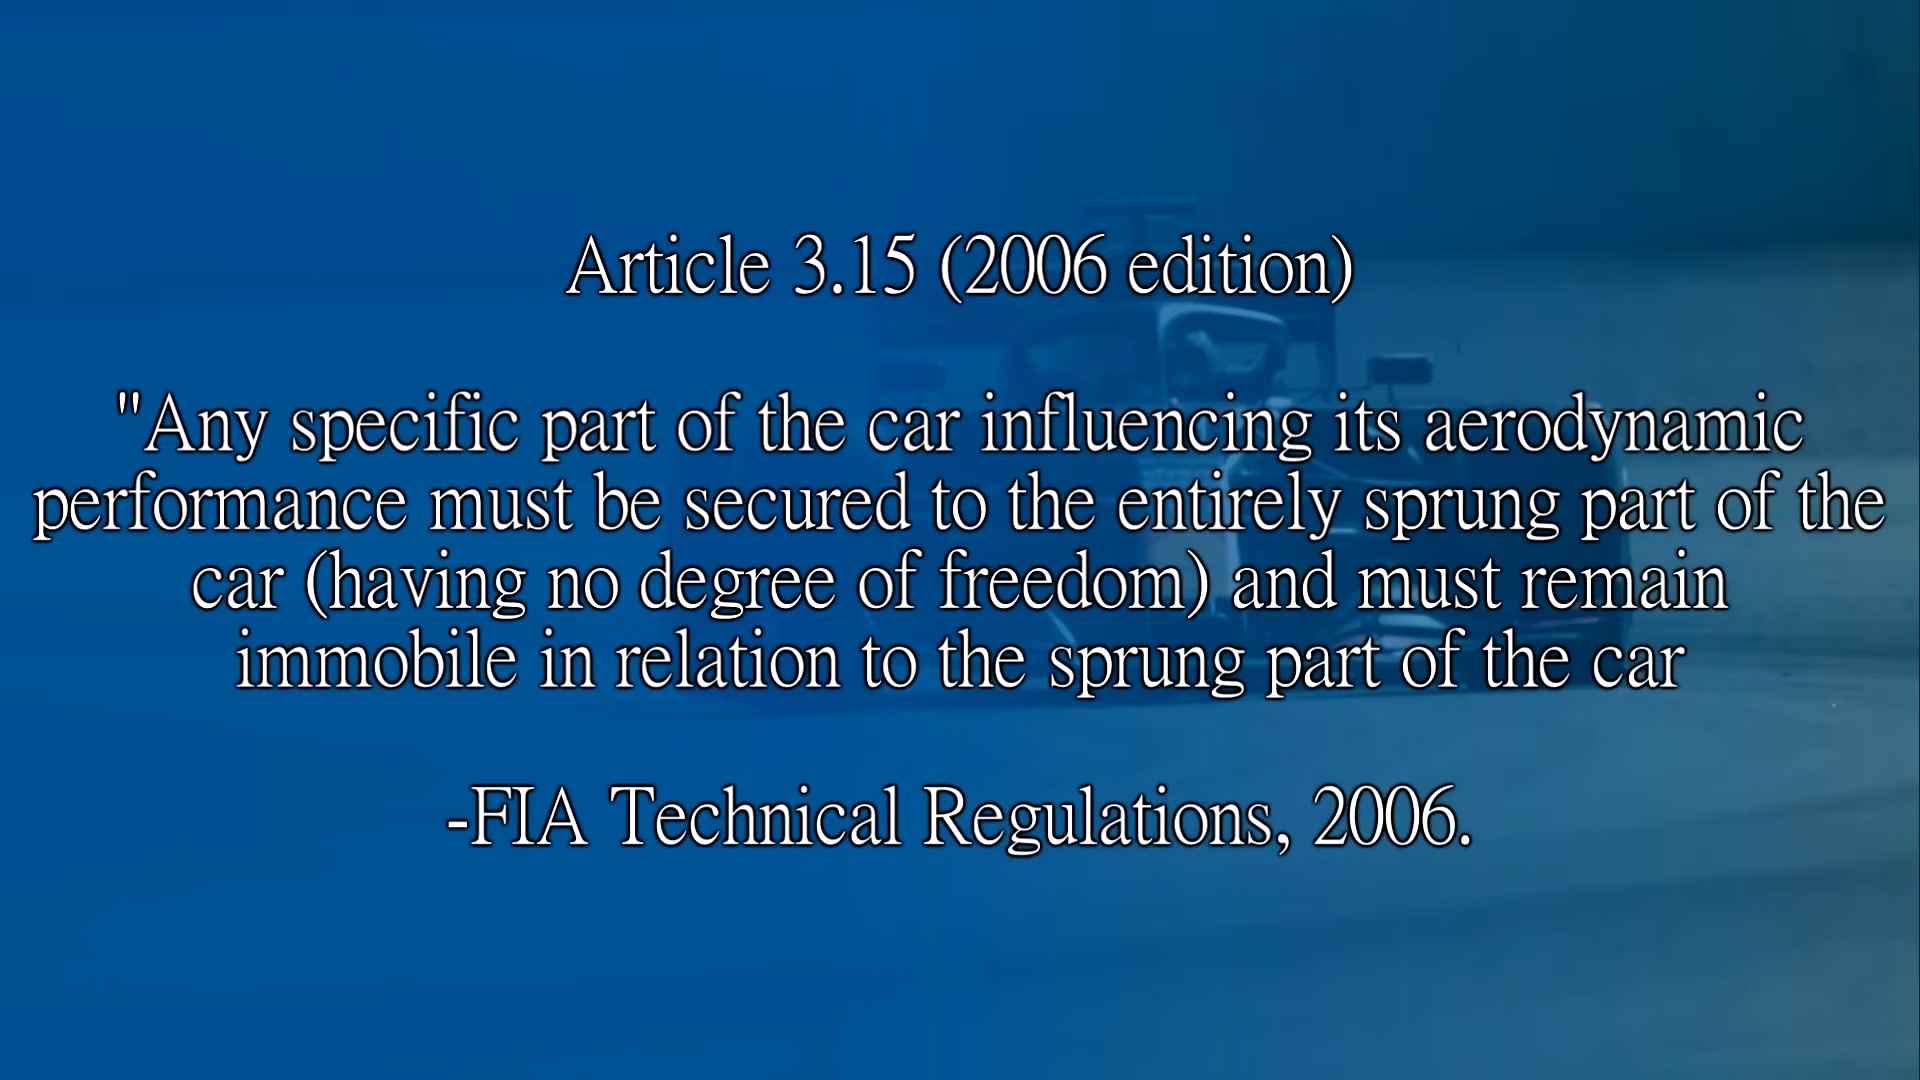 Article 3.15 (2006 edition)
"Any specific part of the car influencing its aerodynamic
performance must be secured to the entirely sprung part of the
car (having no degree of freedom) and must remain
immobile in relation to the sprung part of the car
-FIA Technical Regulations, 2006.